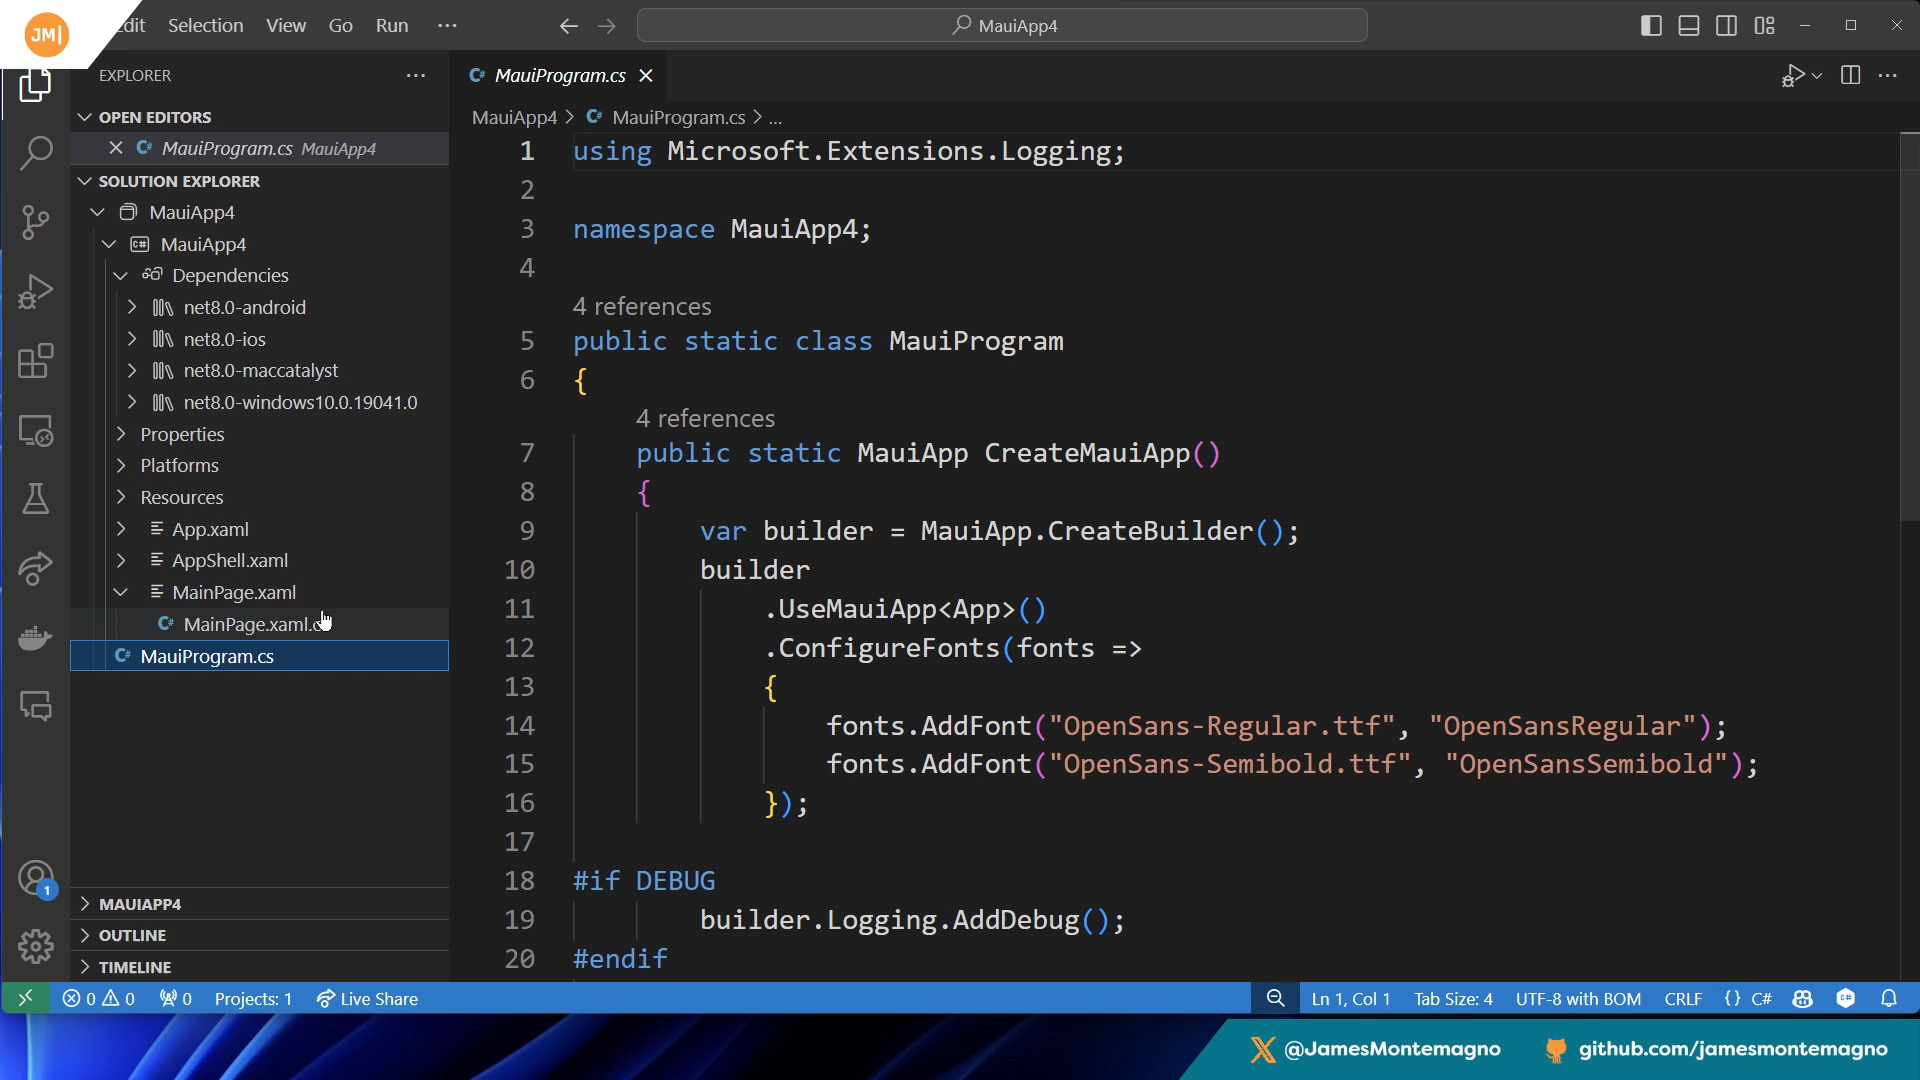 JM|
dit Selection View Go Run ···
MauiApp4
EXPLORER
OPEN EDITORS
MauiProgram.cs MauiApp4
SOLUTION EXPLORER
MauiApp4
MauiApp4
Dependencies
net8.0-android
net8.0-ios
net8.0-maccatalyst
net8.0-windows10.0.19041.0
Properties
Platforms
Resources
App.xaml
AppShell.xaml
MainPage.xaml
MainPage.xaml.
MauiProgram.cs
MAUIAPP4
OUTLINE
TIMELINE
MauiProgram.cs
MauiApp4 > MauiProgram.cs > ...
1 using Microsoft.Extensions.Logging;
2
3 namespace MauiApp4;
4
4 references
5 public static class MauiProgram
6 {
4 references
7 public static MauiApp CreateMauiApp()
8 {
9 var builder = MauiApp.CreateBuilder();
10 builder
11 .UseMauiApp<App>()
12 .ConfigureFonts(fonts =>
13 {
14 fonts.AddFont("OpenSans-Regular.ttf", "OpenSansRegular");
15 fonts.AddFont("OpenSans-Semibold.ttf", "OpenSansSemibold");
16 });
17
18 #if DEBUG
19 builder.Logging.AddDebug();
20 #endif
1
0 0 0 Projects: 1 Live Share
Ln 1, Col 1 Tab Size: 4 UTF-8 with BOM CRLF {} C#
@JamesMontemagno github.com/jamesmontemagno